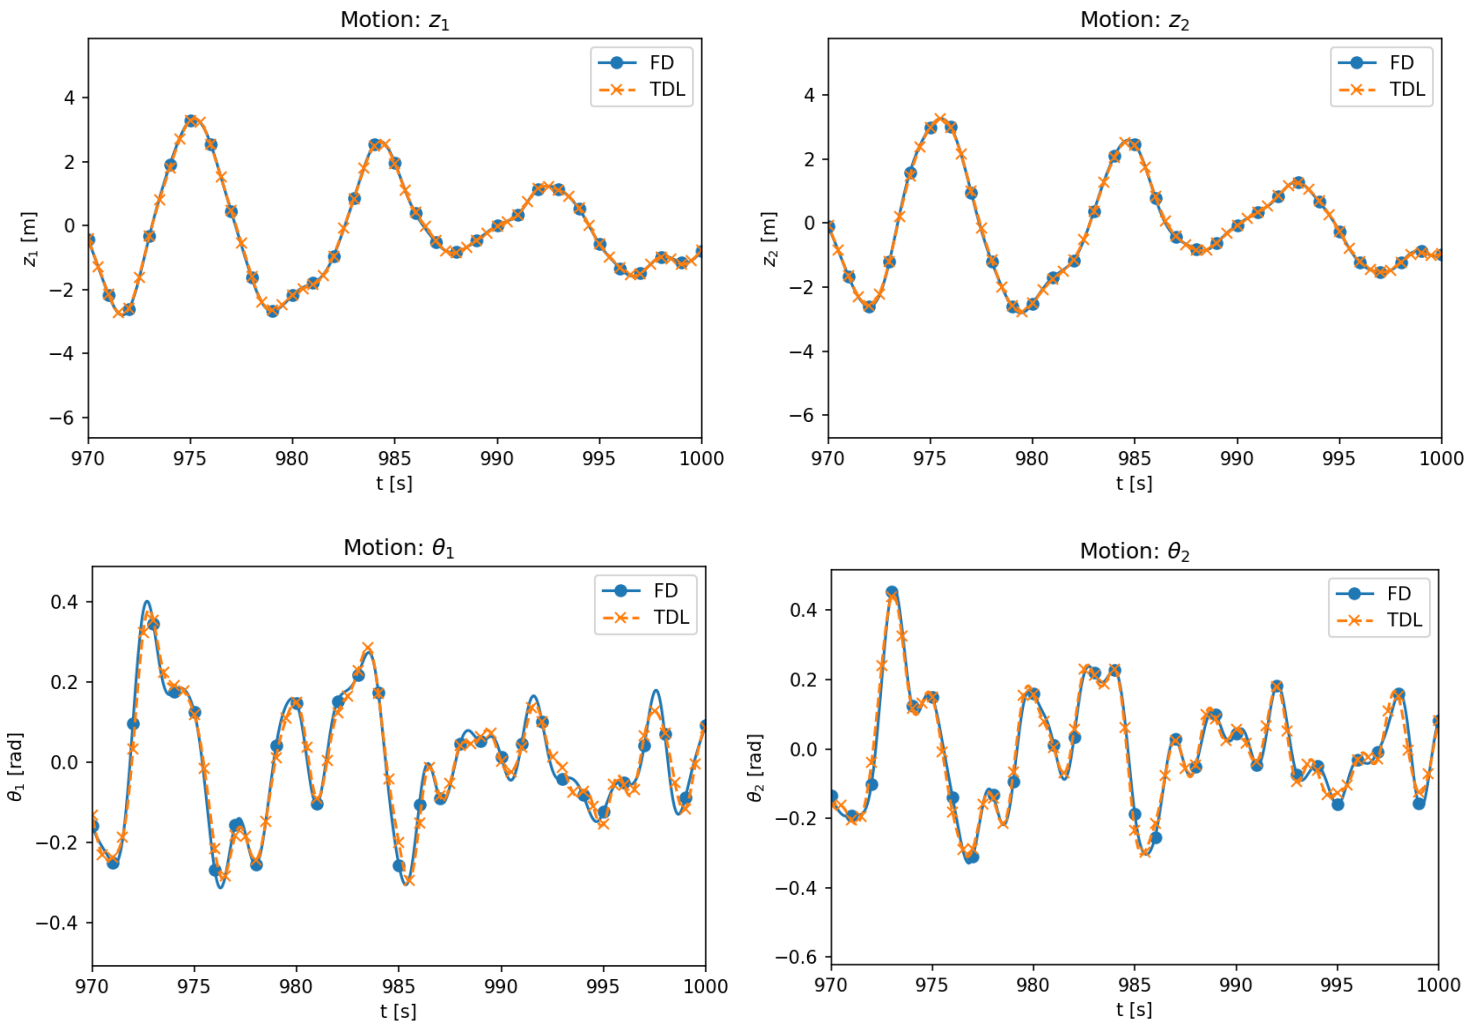 Motion: z₁
FD
TDL
4
2
0
−2
−4
−6
z₁ [m]
970 975 980 985 990 995 1000
t [s]
Motion: z₂
FD
TDL
4
2
0
−2
−4
−6
z₂ [m]
970 975 980 985 990 995 1000
t [s]
Motion: θ₁
FD
TDL
0.4
0.2
0.0
−0.2
−0.4
θ₁ [rad]
970 975 980 985 990 995 1000
t [s]
Motion: θ₂
FD
TDL
0.4
0.2
0.0
−0.2
−0.4
−0.6
θ₂ [rad]
970 975 980 985 990 995 1000
t [s]